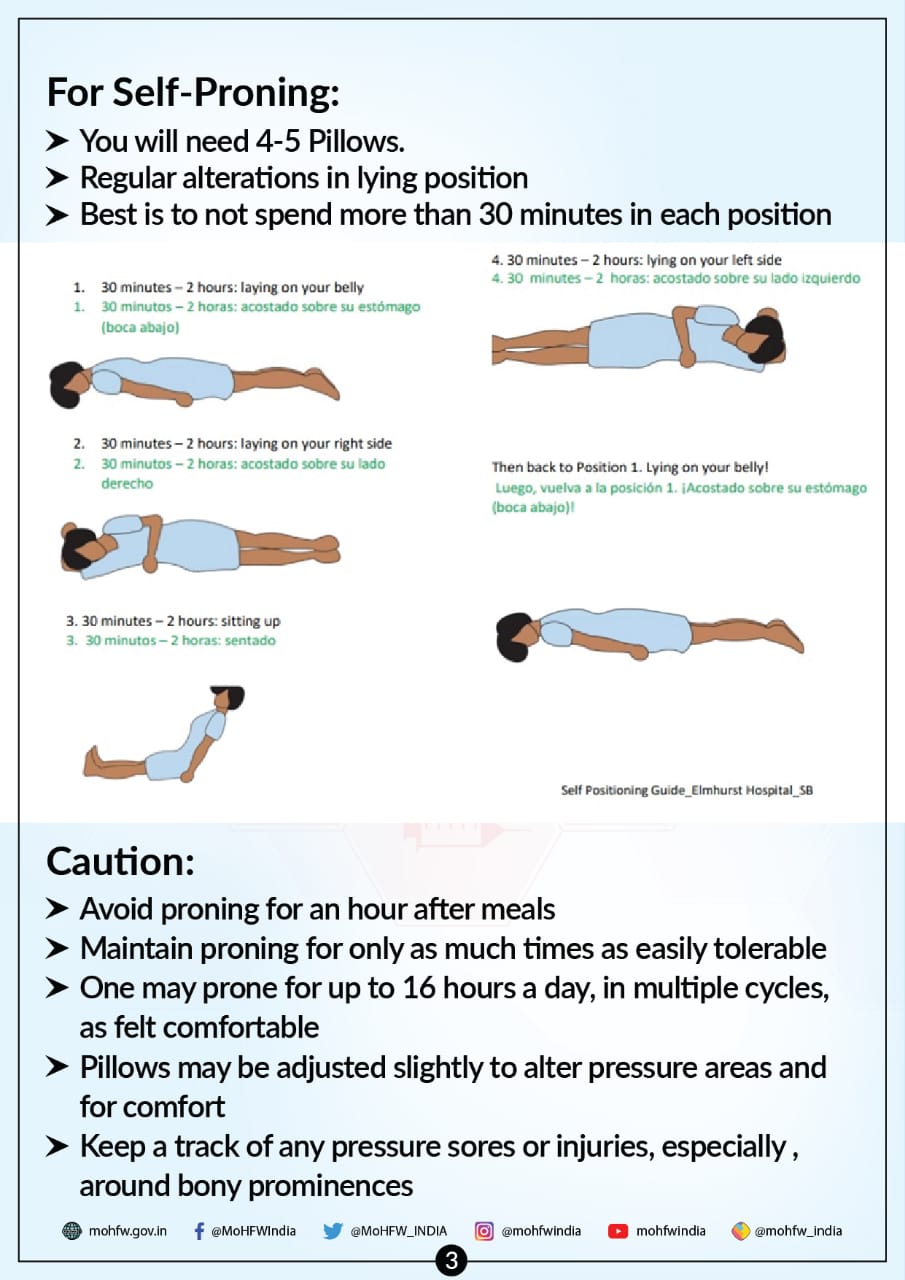 For Self-Proning:
➤ You will need 4-5 Pillows.
➤ Regular alterations in lying position
➤ Best is to not spend more than 30 minutes in each position
1. 30 minutes – 2 hours: laying on your belly
1. 30 minutos – 2 horas: acostado sobre su estómago
(boca abajo)
2. 30 minutes – 2 hours: laying on your right side
2. 30 minutos – 2 horas: acostado sobre su lado
derecho
3. 30 minutes – 2 hours: sitting up
3. 30 minutos – 2 horas: sentado
4. 30 minutes – 2 hours: lying on your left side
4. 30 minutes – 2 horas: acostado sobre su lado izquierdo
Then back to Position 1. Lying on your belly!
Luego, vuelva a la posición 1. ¡Acostado sobre su estómago
(boca abajo)!
Self Positioning Guide_Elmhurst Hospital_SB
Caution:
➤ Avoid proning for an hour after meals
➤ Maintain proning for only as much times as easily tolerable
➤ One may prone for up to 16 hours a day, in multiple cycles,
as felt comfortable
➤ Pillows may be adjusted slightly to alter pressure areas and
for comfort
➤ Keep a track of any pressure sores or injuries, especially ,
around bony prominences
mohfw.gov.in @MoHFWIndia @MoHFW_INDIA @mohfwindia mohfwindia @mohfw_india
3